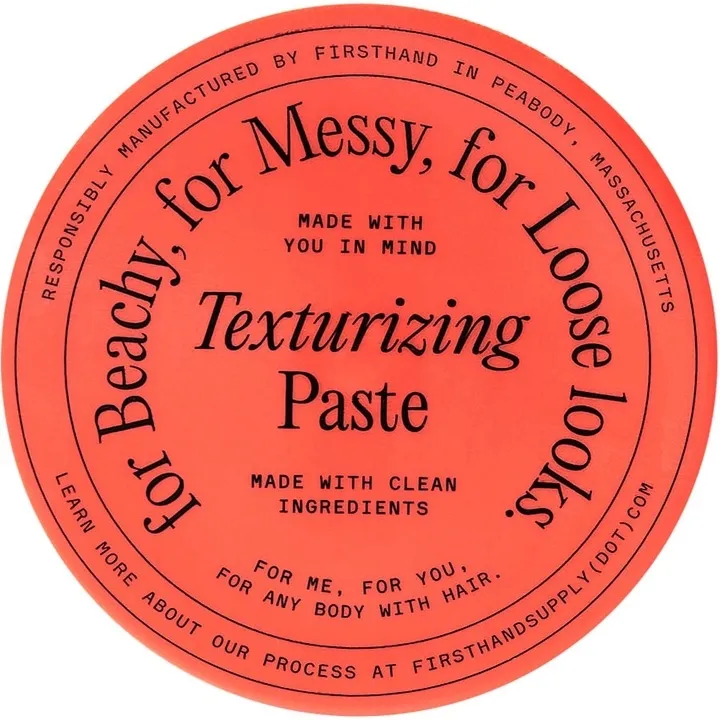 RESPONSIBLY MANUFACTURED BY FIRSTHAND IN PEABODY, MASSACHUSETTS
for Beachy, for Messy, for Loose looks.
MADE WITH
YOU IN MIND
Texturizing
Paste
MADE WITH CLEAN
INGREDIENTS
FOR ME, FOR YOU,
FOR ANY BODY WITH HAIR.
LEARN MORE ABOUT OUR PROCESS AT FIRSTHANDSUPPLY(DOT)COM